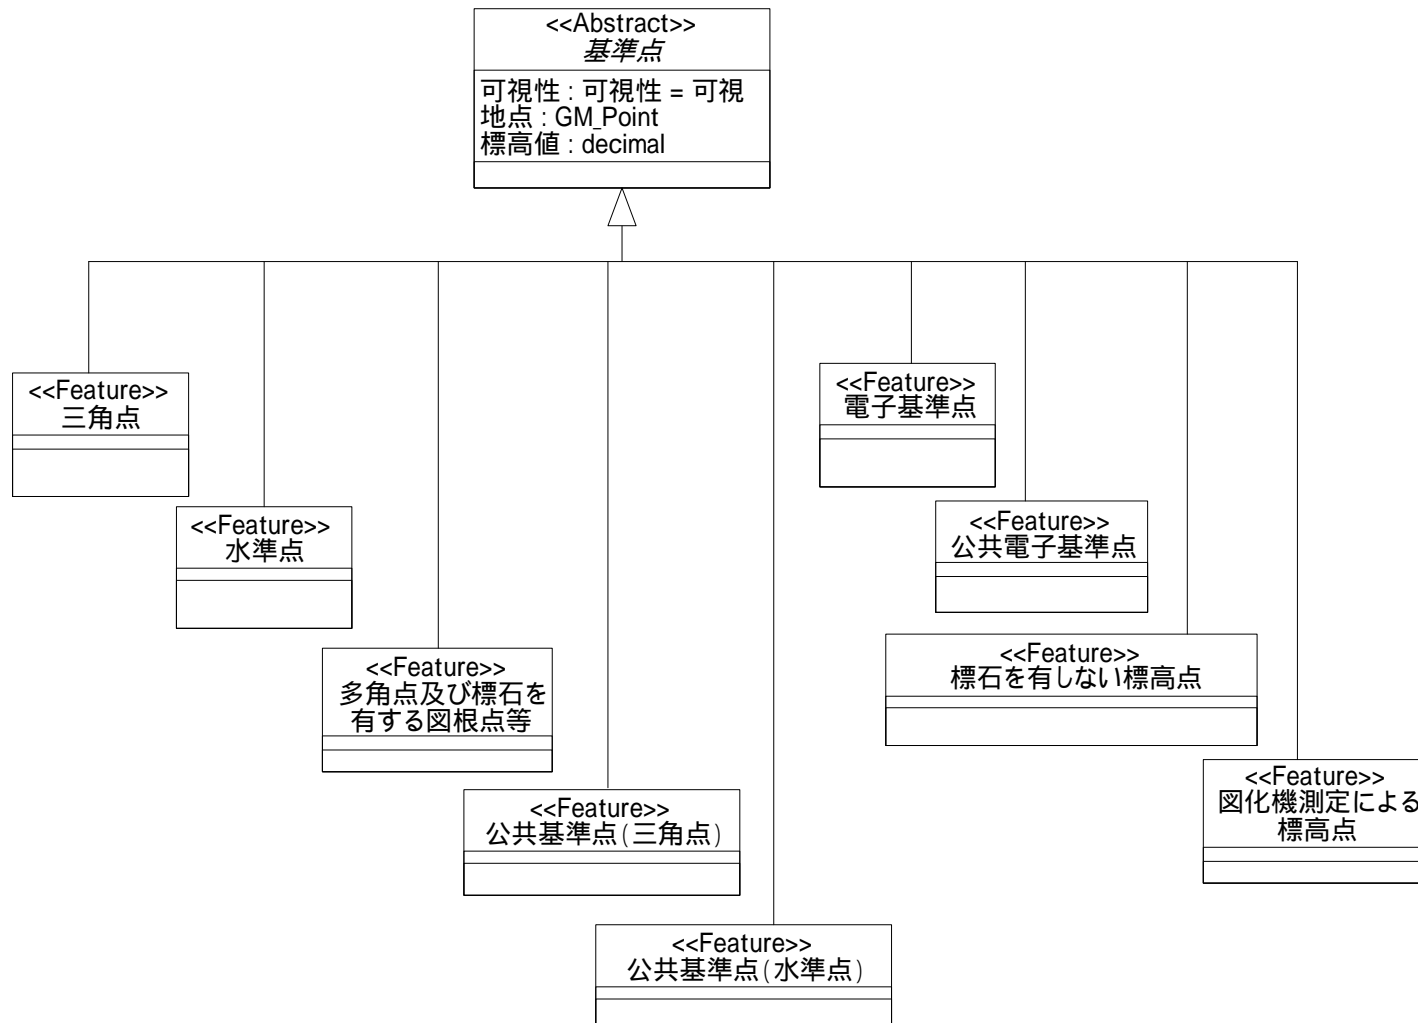 <<Abstract>>
基準点
可視性 : 可視性 = 可視
地点 : GM_Point
標高値 : decimal
<<Feature>>
三角点
<<Feature>>
電子基準点
<<Feature>>
水準点
<<Feature>>
公共電子基準点
<<Feature>>
多角点及び標石を
有する図根点等
<<Feature>>
標石を有しない標高点
<<Feature>>
公共基準点(三角点)
<<Feature>>
図化機測定による
標高点
<<Feature>>
公共基準点(水準点)